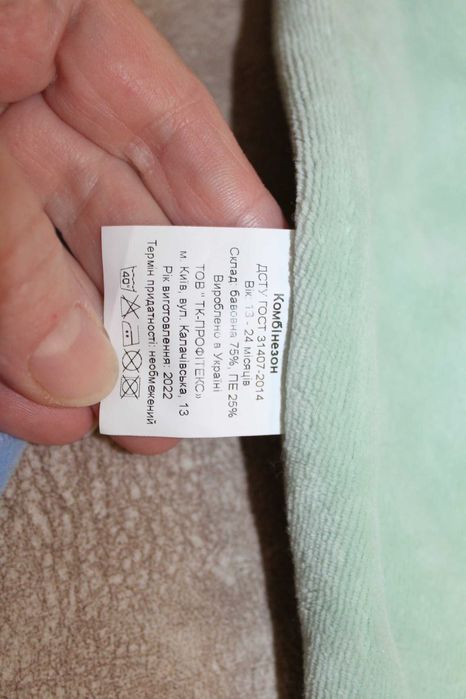 Комбінезон
ДСТУ ГОСТ 31407-2014
Вік: 13 - 24 місяців
Склад: бавовна 75%, ПЕ 25%
Вироблено в Україні
ТОВ " ТК-ПРОФІТЕКС»
м. Київ. вул. Калачівська, 13
Рік виготовлення: 2022
Термін придатності необмежений
40°